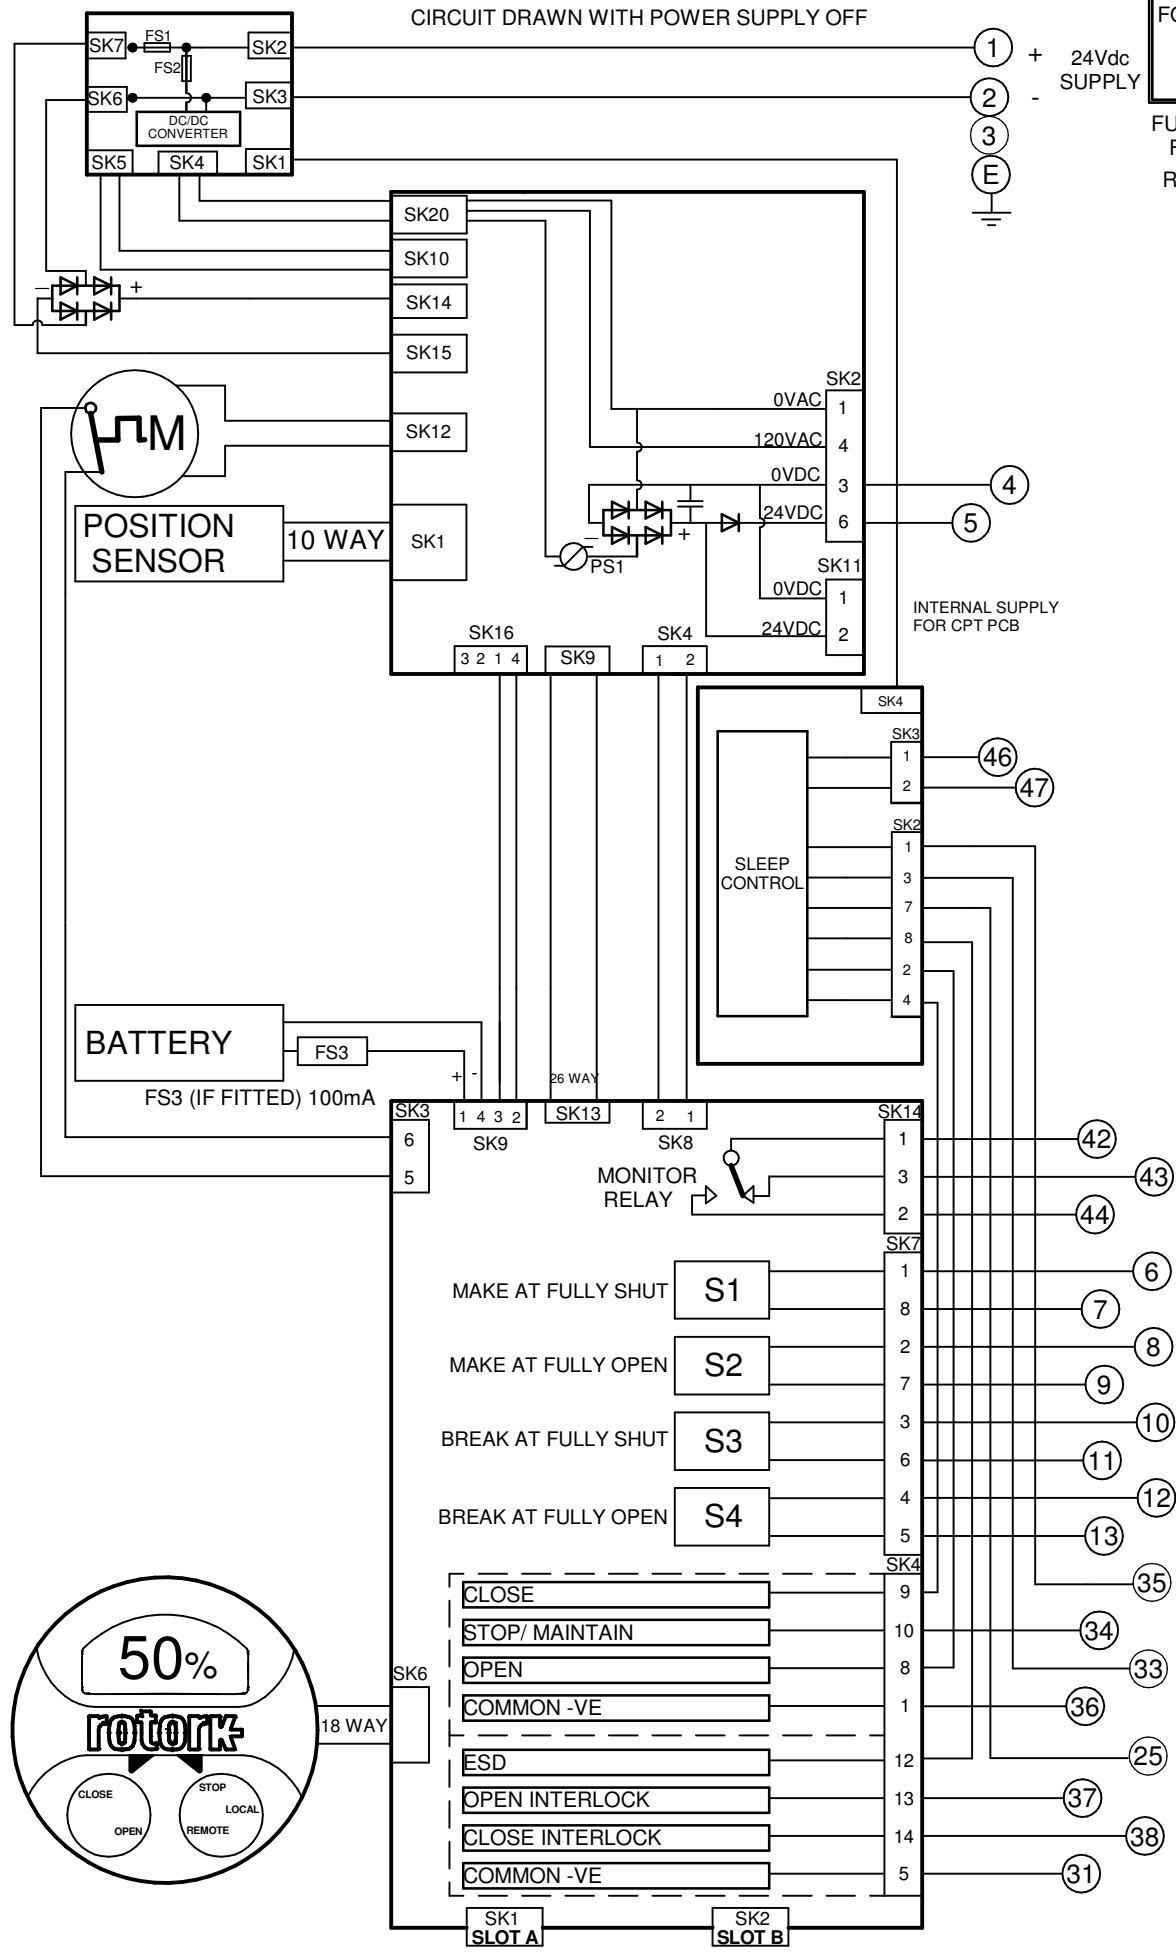 CIRCUIT DRAWN WITH POWER SUPPLY OFF
FS1
SK7
SK2
FS2
SK6
SK3
DC/DC
CONVERTER
SK5
SK4
SK1
1
+
24Vdc
SUPPLY
2
-
3
E
SK20
SK10
SK14
SK15
SK12
SK1
–
+
M
POSITION
SENSOR
10 WAY
SK2
0VAC
1
120VAC
4
0VDC
3
4
24VDC
6
5
–
+
PS1
SK11
0VDC
1
24VDC
2
INTERNAL SUPPLY
FOR CPT PCB
SK16
3 2 1 4
SK9
SK4
1 2
SK4
SK3
1
46
2
47
SK2
SLEEP
CONTROL
1
3
7
8
2
4
BATTERY
FS3
FS3 (IF FITTED) 100mA
+ -
26 WAY
SK3
6
5
1 4 3 2
SK9
SK13
2 1
SK8
SK14
MONITOR
RELAY
1
42
3
43
2
44
SK7
MAKE AT FULLY SHUT
S1
1
6
8
7
MAKE AT FULLY OPEN
S2
2
8
7
9
BREAK AT FULLY SHUT
S3
3
10
6
11
BREAK AT FULLY OPEN
S4
4
12
5
13
SK4
CLOSE
9
35
STOP/ MAINTAIN
10
34
OPEN
8
33
COMMON -VE
1
36
ESD
12
25
OPEN INTERLOCK
13
37
CLOSE INTERLOCK
14
38
COMMON -VE
5
31
SK6
18 WAY
50%
rotork
CLOSE
OPEN
STOP
LOCAL
REMOTE
SK1
SLOT A
SK2
SLOT B